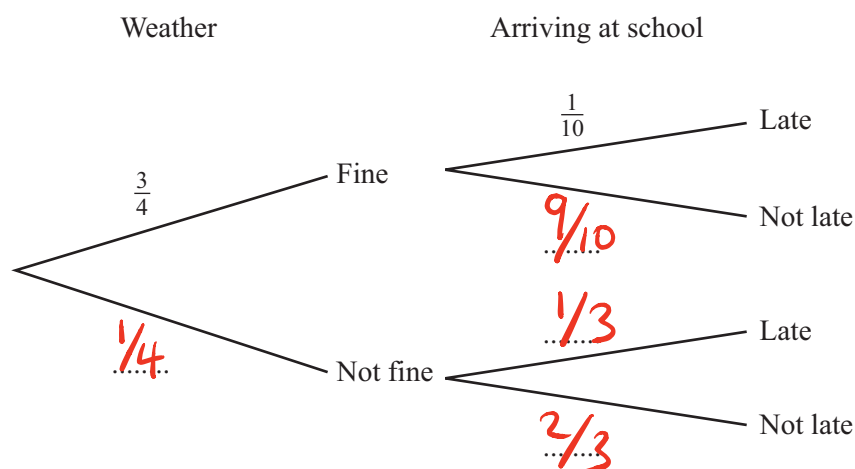 Weather Arriving at school
1/10 Late
3/4 Fine
9/10 Not late
1/3 Late
1/4 Not fine
2/3 Not late